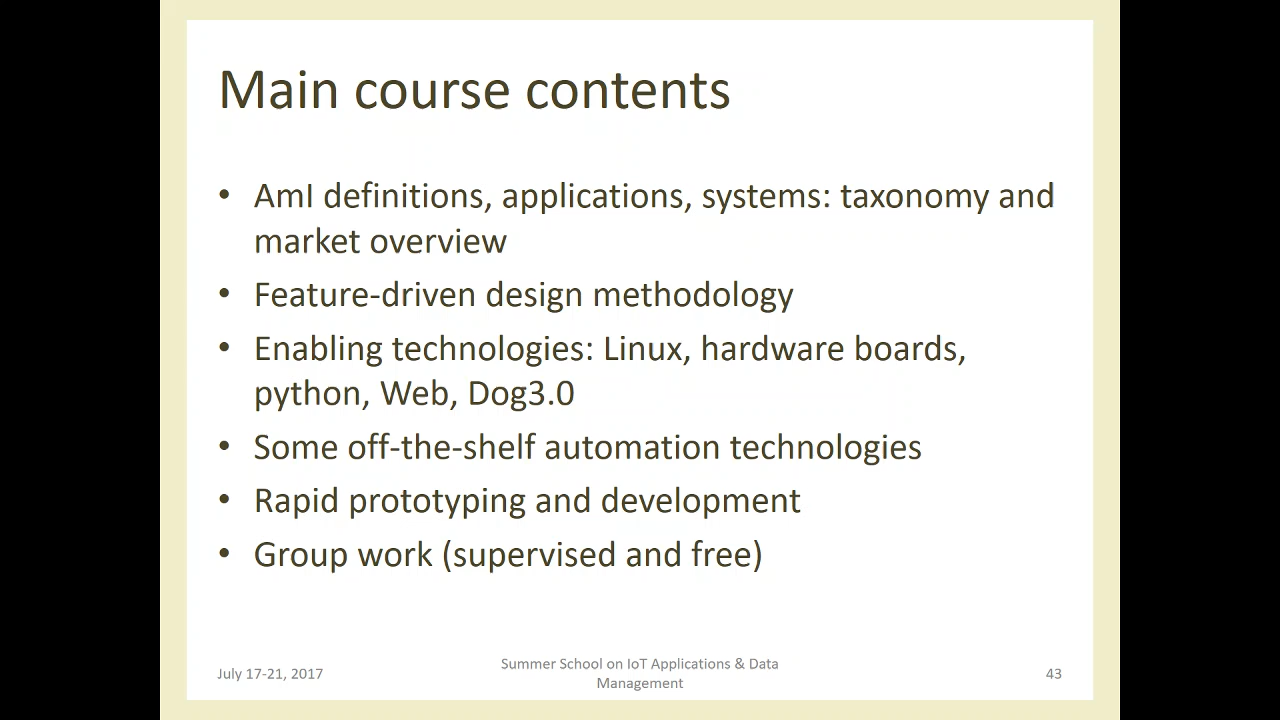 Main course contents
• AmI definitions, applications, systems: taxonomy and
market overview
• Feature-driven design methodology
• Enabling technologies: Linux, hardware boards,
python, Web, Dog3.0
• Some off-the-shelf automation technologies
• Rapid prototyping and development
• Group work (supervised and free)
July 17-21, 2017
Summer School on IoT Applications & Data
Management
43